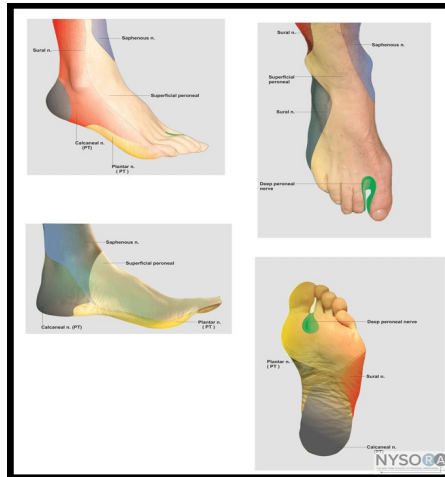 Saphenous n.
Sural n.
Superficial peroneal
Calcaneal n.
(PT)
Plantar n.
( PT )
Sural n.
Saphenous n.
Superficial
peroneal
Sural n.
Deep peroneal
nerve
Saphenous n.
Superficial peroneal
Plantar n.
( PT )
Calcaneal n. (PT)
Deep peroneal nerve
Plantar n.
( PT )
Sural n.
Calcaneal n.
(PT)
NYSORA